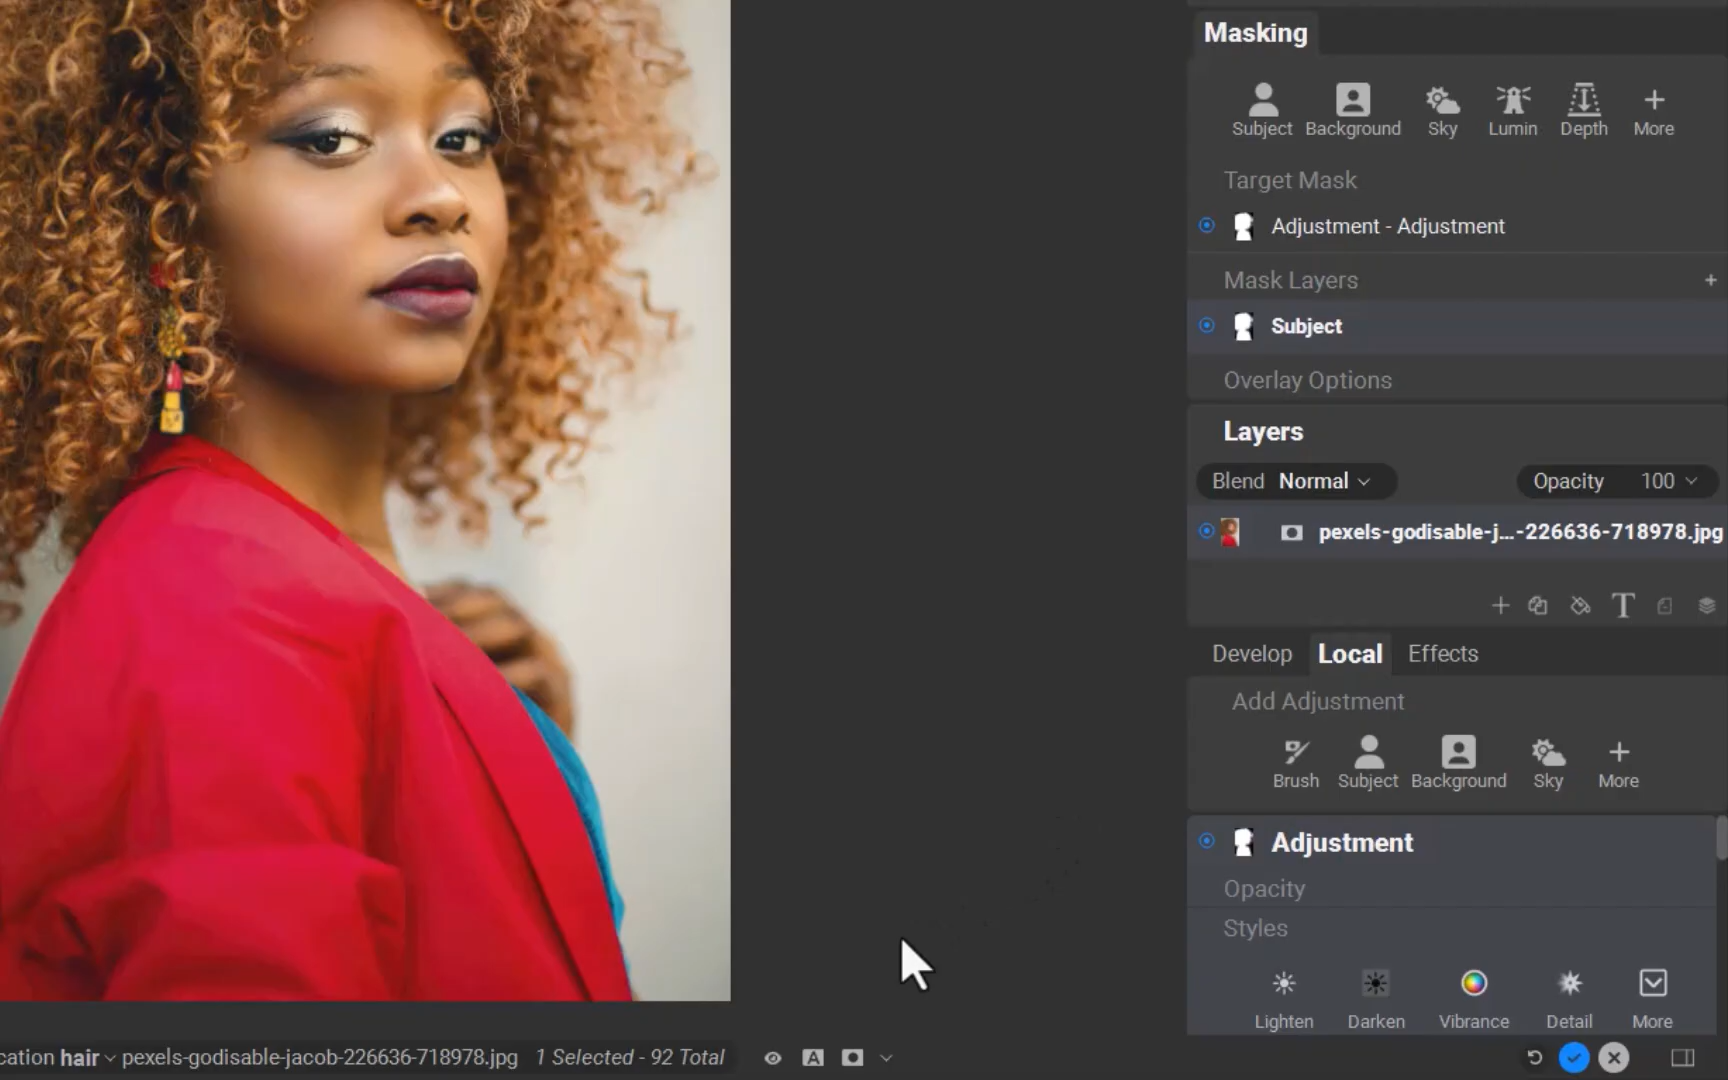 Masking
Subject Background Sky Lumin Depth More
Target Mask
Adjustment - Adjustment
Mask Layers
Subject
Overlay Options
Layers
Blend Normal Opacity 100
pexels-godisable-j...-226636-718978.jpg
T
Develop Local Effects
Add Adjustment
Brush Subject Background Sky More
Adjustment
Opacity
Styles
Lighten Darken Vibrance Detail More
cation hair pexels-godisable-jacob-226636-718978.jpg 1 Selected - 92 Total A